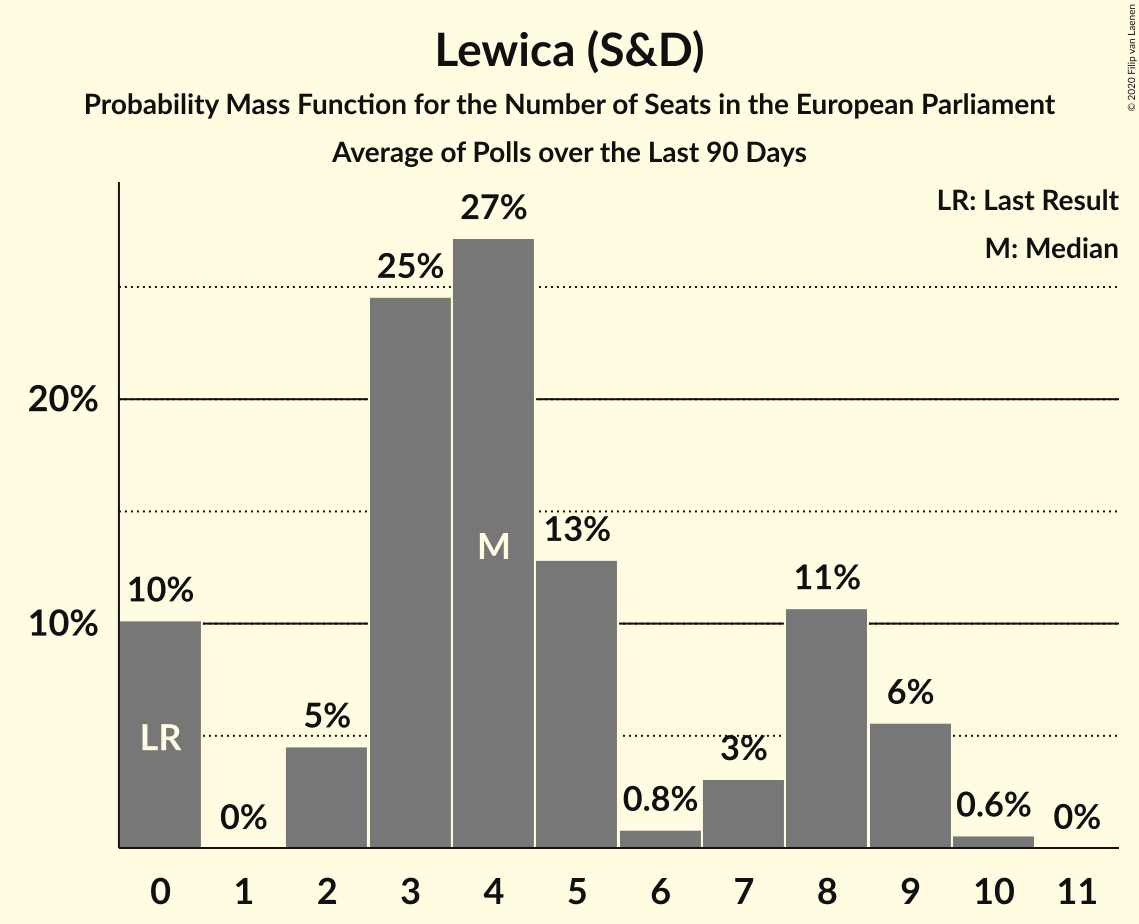 Lewica (S&D)
Probability Mass Function for the Number of Seats in the European Parliament
Average of Polls over the Last 90 Days
© 2020 Filip van Laenen
LR: Last Result
M: Median
27%
25%
20%
M
13%
11%
10%
10%
LR
6%
5%
3%
0.8%
0.6%
0%
0%
0 1 2 3 4 5 6 7 8 9 10 11